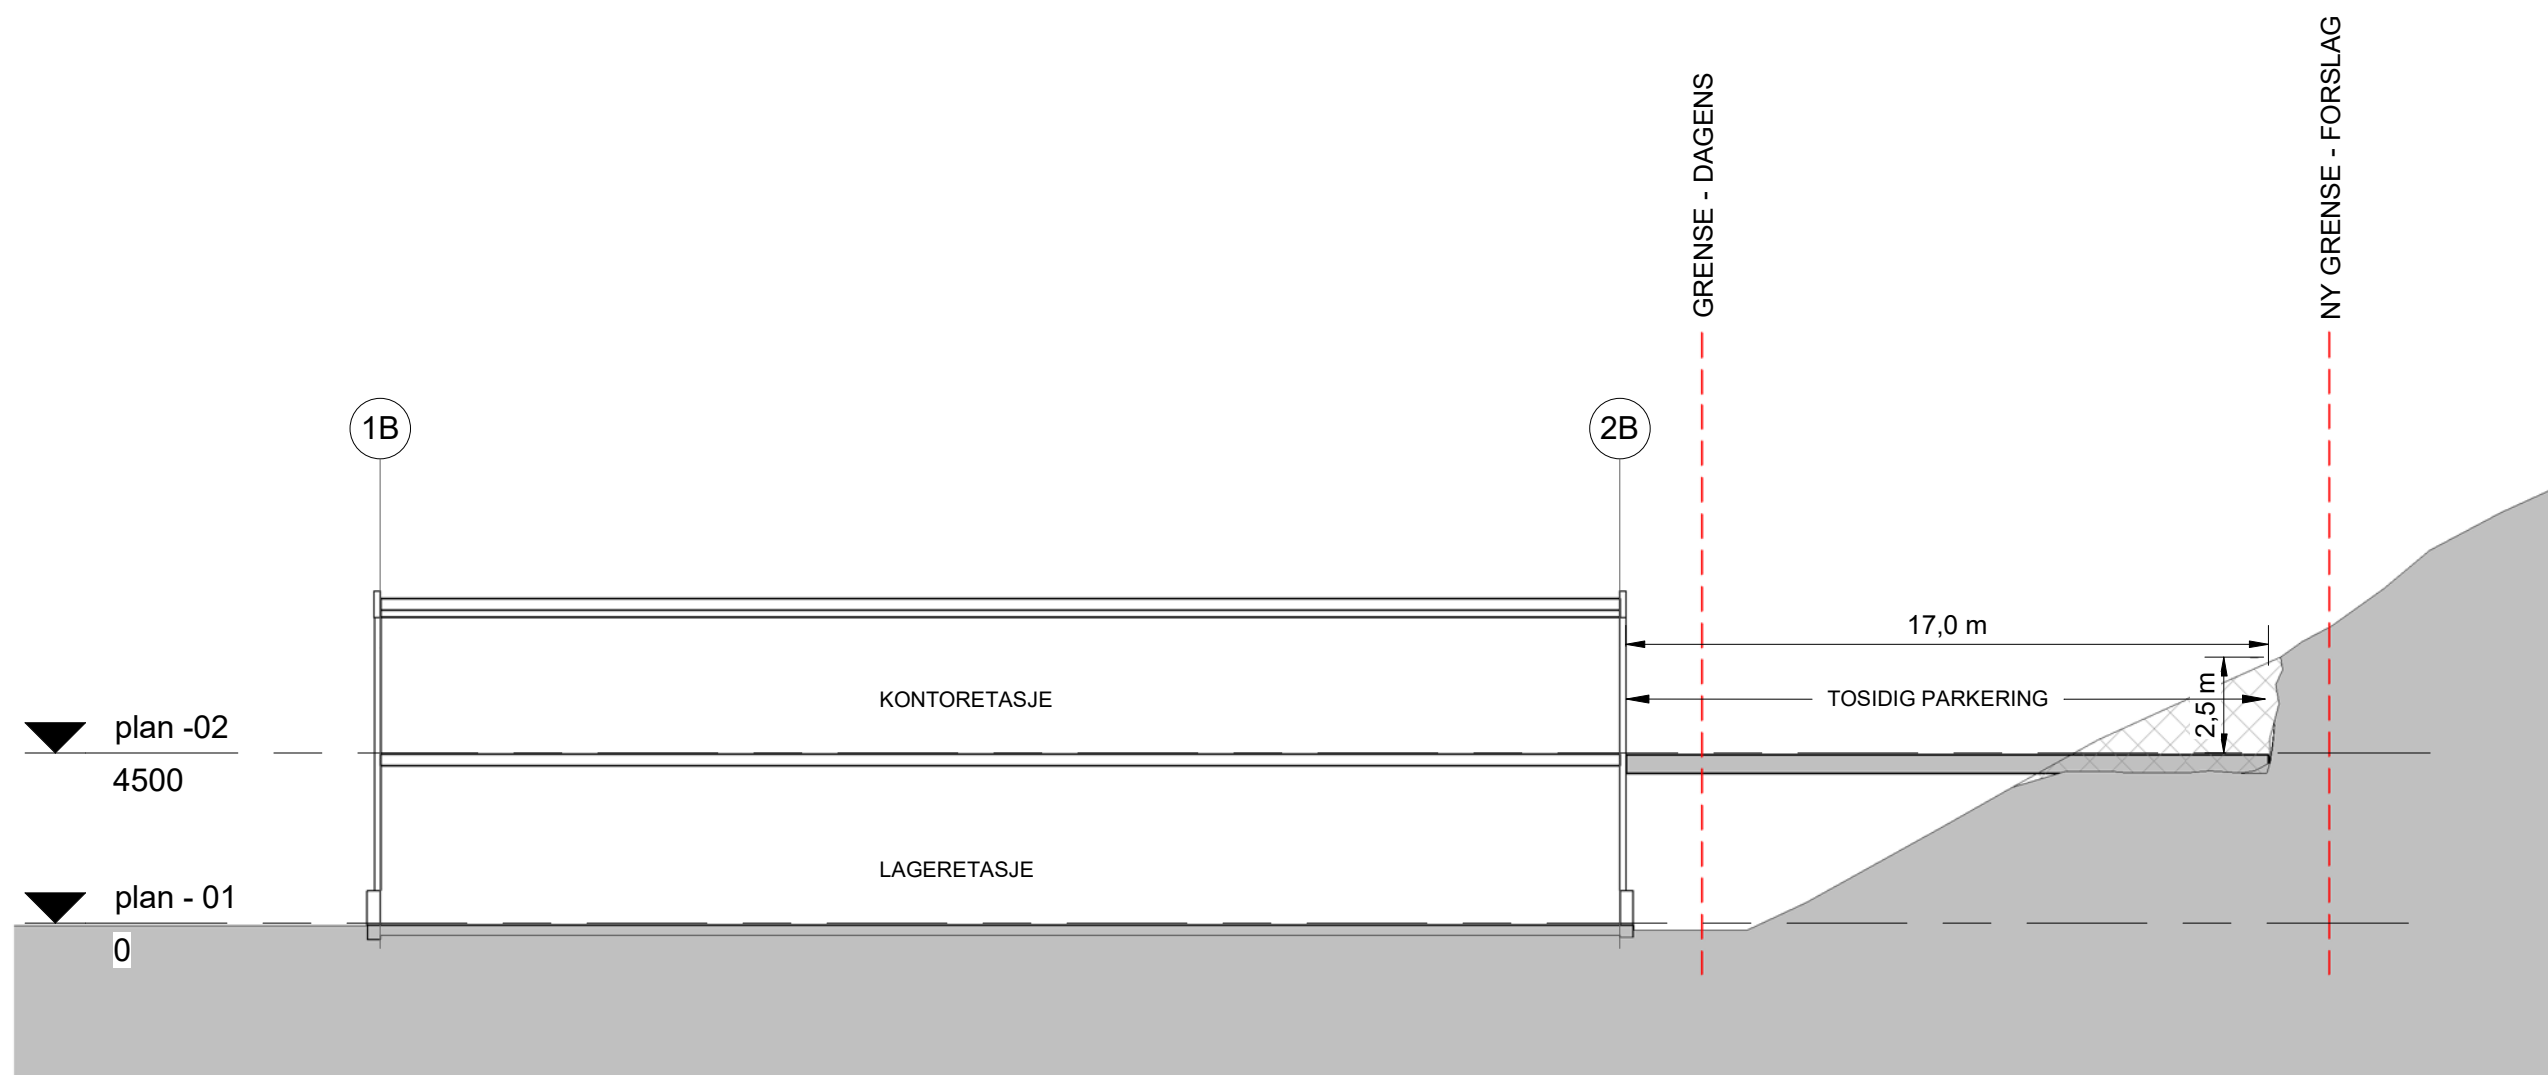 GRENSE - DAGENS
NY GRENSE - FORSLAG
1B
2B
17,0 m
2,5 m
KONTORETASJE
TOSIDIG PARKERING
plan -02
4500
LAGERETASJE
plan - 01
0